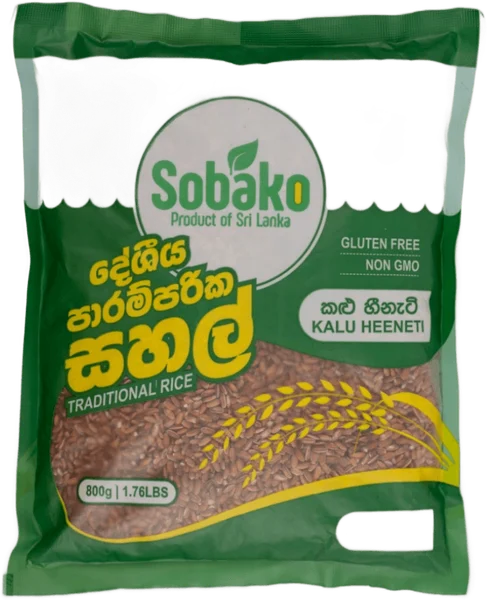 Sobako
Product of Sri Lanka
GLUTEN FREE
NON GMO
දේශීය
පාරම්පරික
සහල්
TRADITIONAL RICE
කළු හීනැටි
KALU HEENETI
800g | 1.76LBS